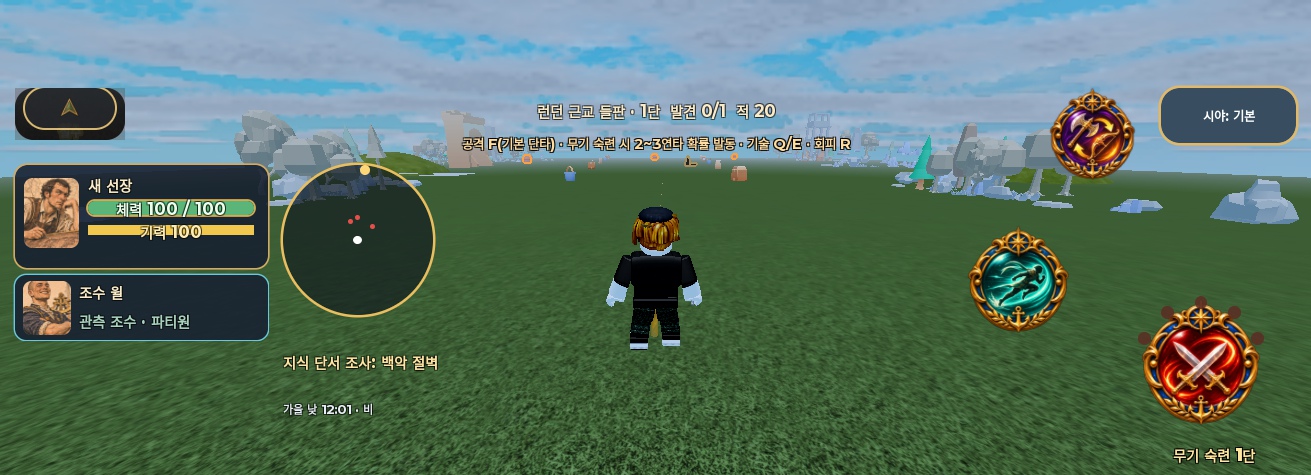 런던 근교 들판 · 1단 발견 0/1 적 20
공격 F(기본 단타) · 무기 숙련 시 2~3연타 확률 발동 · 기술 Q/E · 회피 R
시야: 기본
새 선장
체력 100 / 100
기력 100
조수 윌
관측 조수 · 파티원
지식 단서 조사: 백악 절벽
가을 낮 12:01 · 비
무기 숙련 1단